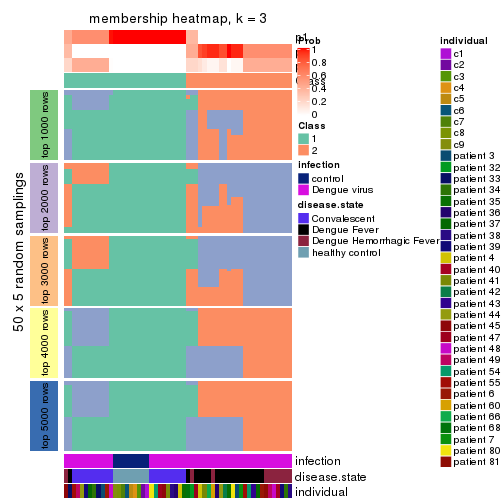 membership heatmap, k = 3
p1
Prob
1
0.8
0.6
0.4
0.2
0
Class
1
2
infection
control
Dengue virus
disease.state
Convalescent
Dengue Fever
Dengue Hemorrhagic Fever
healthy control
individual
c1
c2
c3
c4
c5
c6
c7
c8
c9
patient 3
patient 32
patient 33
patient 34
patient 35
patient 36
patient 37
patient 38
patient 39
patient 4
patient 40
patient 41
patient 42
patient 43
patient 44
patient 45
patient 47
patient 48
patient 49
patient 54
patient 55
patient 6
patient 60
patient 66
patient 68
patient 7
patient 80
patient 81
50 x 5 random samplings
top 1000 rows
top 2000 rows
top 3000 rows
top 4000 rows
top 5000 rows
infection
disease.state
individual